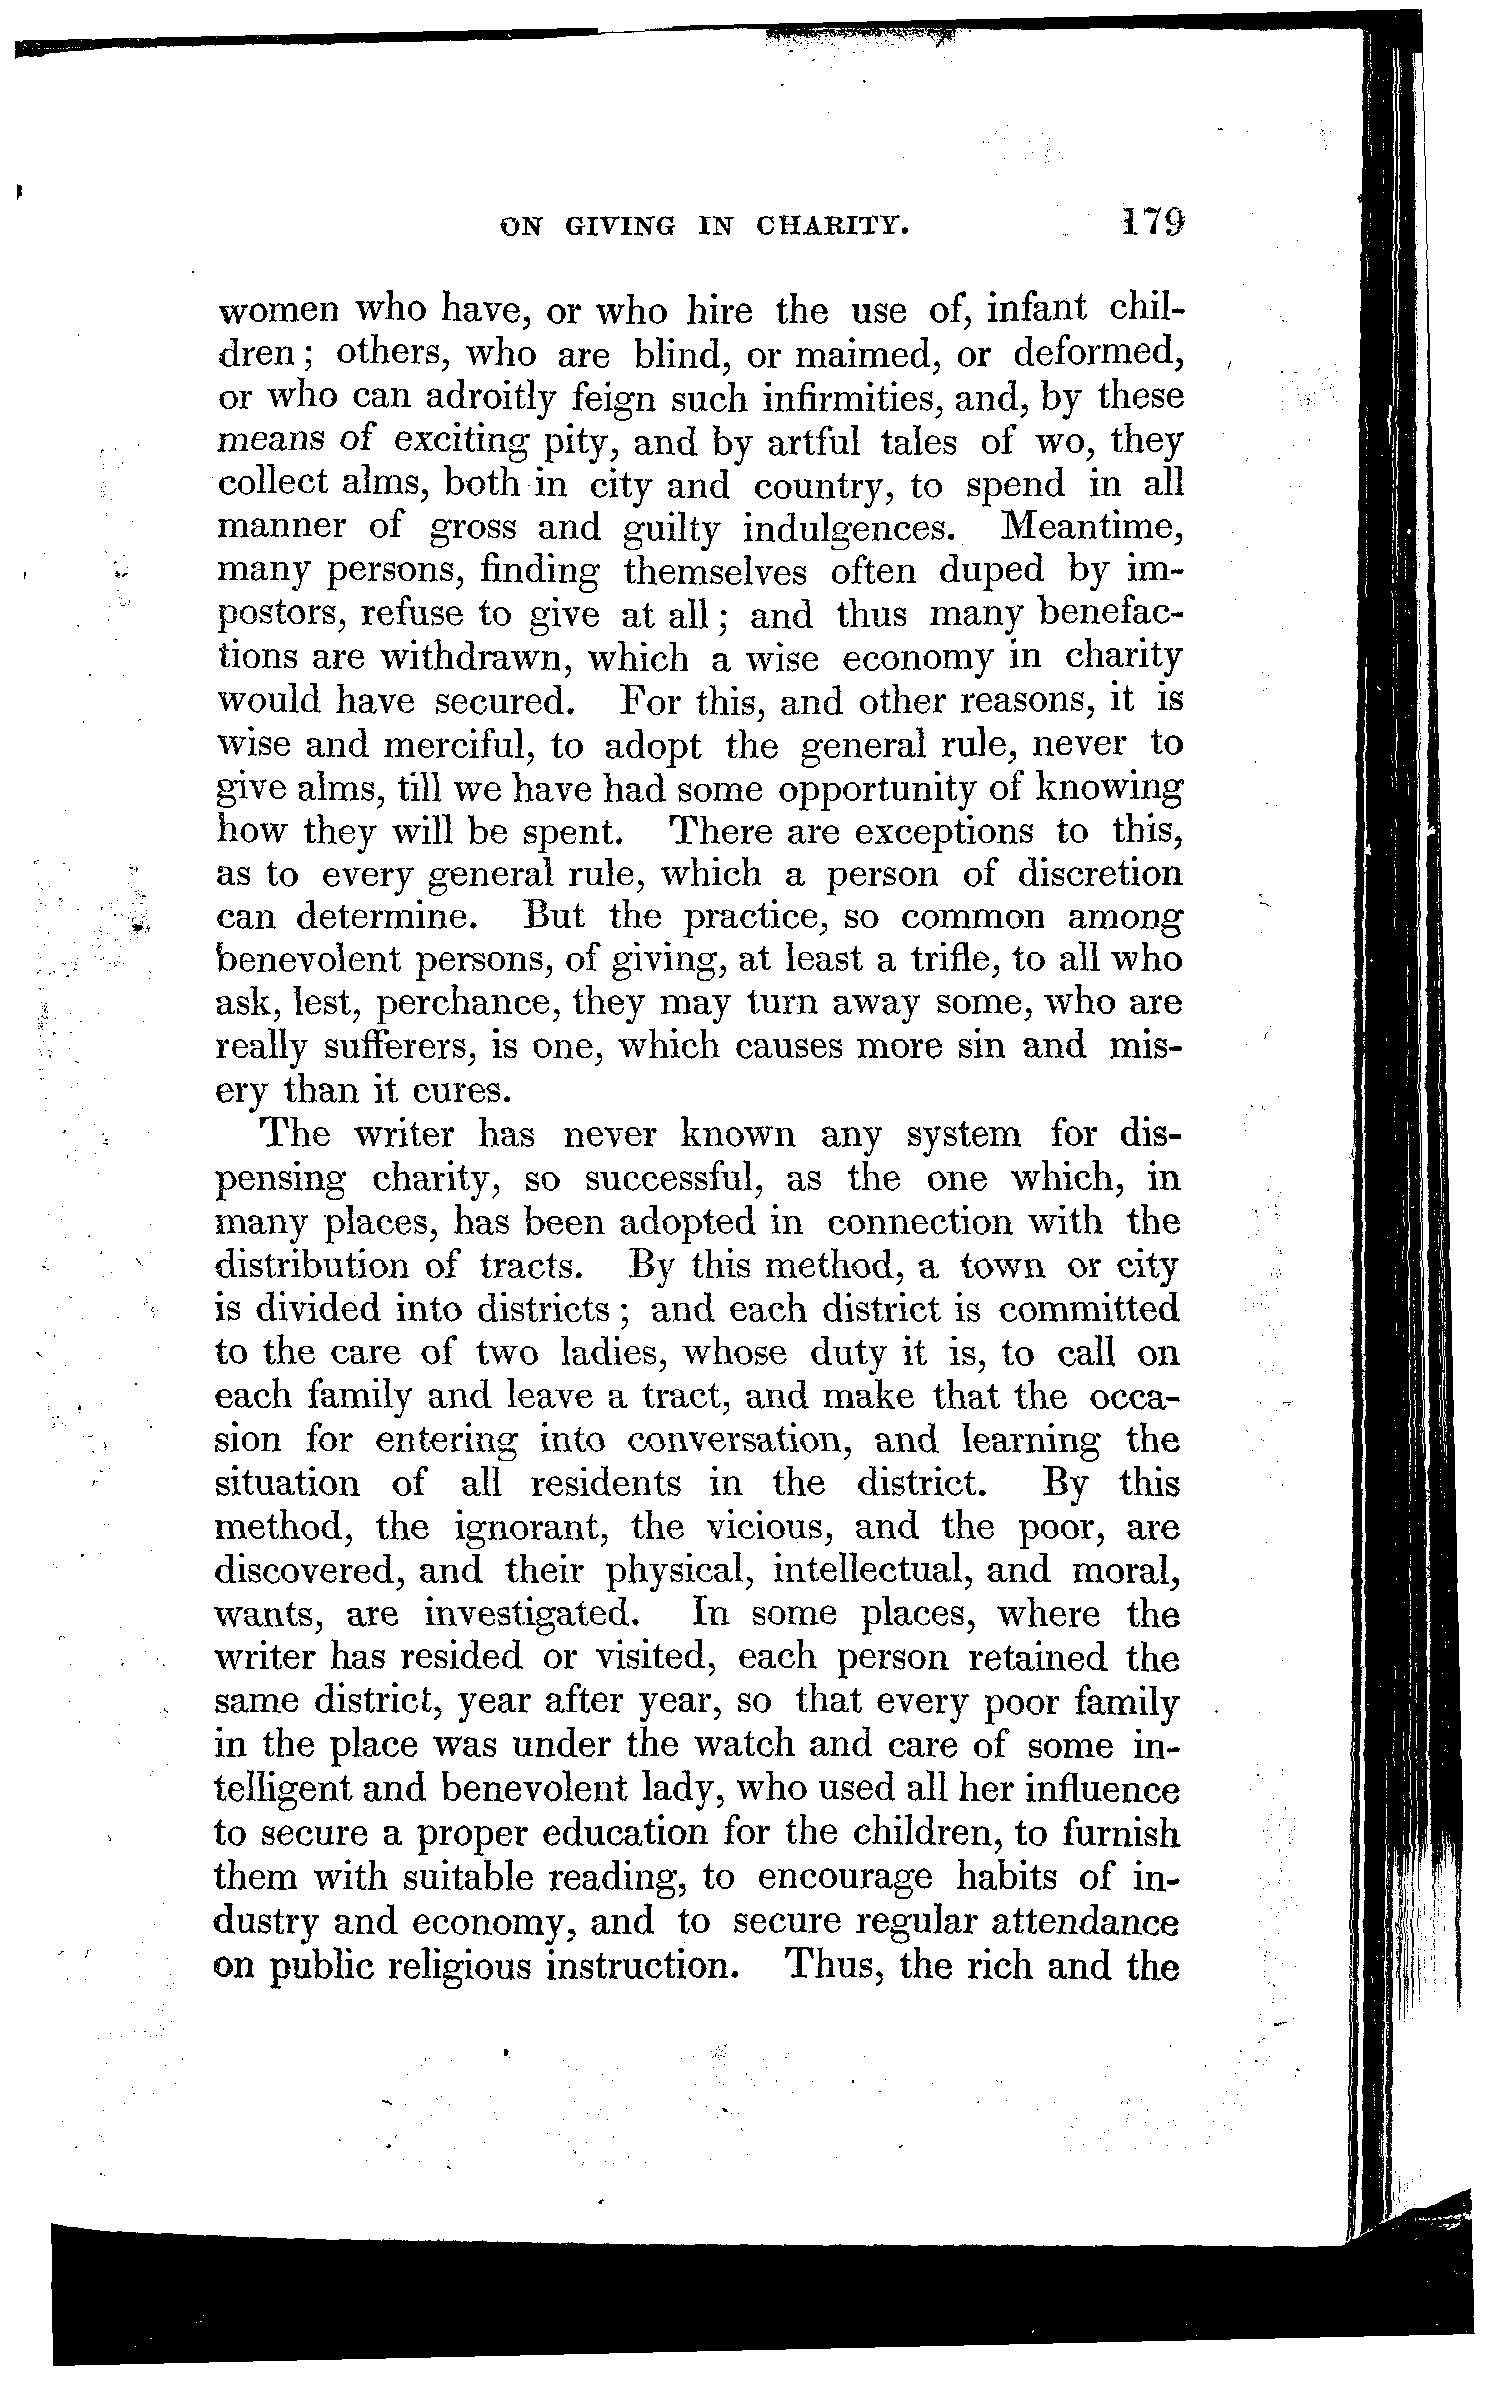 ON GIVING IN CHARITY. 179
women who have, or who hire the use of, infant chil-
dren; others, who are blind, or maimed, or deformed,
or who can adroitly feign such infirmities, and, by these
means of exciting pity, and by artful tales of wo, they
collect alms, both in city and country, to spend in all
manner of gross and guilty indulgences. Meantime,
many persons, finding themselves often duped by im-
postors, refuse to give at all; and thus many benefac-
tions are withdrawn, which a wise economy in charity
would have secured. For this, and other reasons, it is
wise and merciful, to adopt the general rule, never to
give alms, till we have had some opportunity of knowing
how they will be spent. There are exceptions to this,
as to every general rule, which a person of discretion
can determine. But the practice, so common among
benevolent persons, of giving, at least a trifle, to all who
ask, lest, perchance, they may turn away some, who are
really sufferers, is one, which causes more sin and mis-
ery than it cures.
The writer has never known any system for dis-
pensing charity, so successful, as the one which, in
many places, has been adopted in connection with the
distribution of tracts. By this method, a town or city
is divided into districts; and each district is committed
to the care of two ladies, whose duty it is, to call on
each family and leave a tract, and make that the occa-
sion for entering into conversation, and learning the
situation of all residents in the district. By this
method, the ignorant, the vicious, and the poor, are
discovered, and their physical, intellectual, and moral,
wants, are investigated. In some places, where the
writer has resided or visited, each person retained the
same district, year after year, so that every poor family
in the place was under the watch and care of some in-
telligent and benevolent lady, who used all her influence
to secure a proper education for the children, to furnish
them with suitable reading, to encourage habits of in-
dustry and economy, and to secure regular attendance
on public religious instruction. Thus, the rich and the